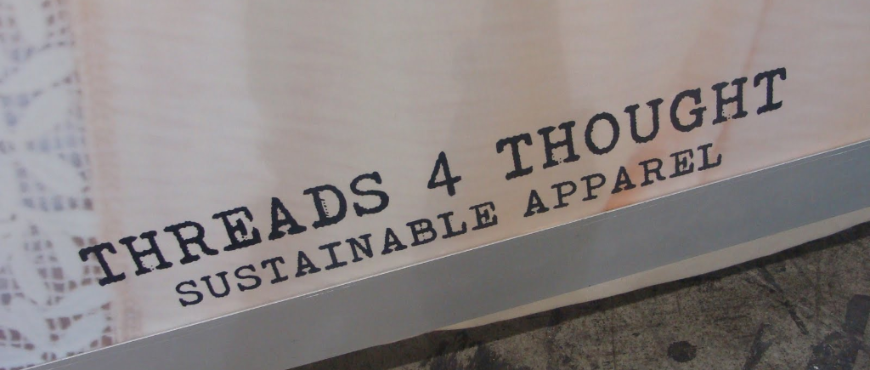 THREADS 4 THOUGHT
SUSTAINABLE APPAREL